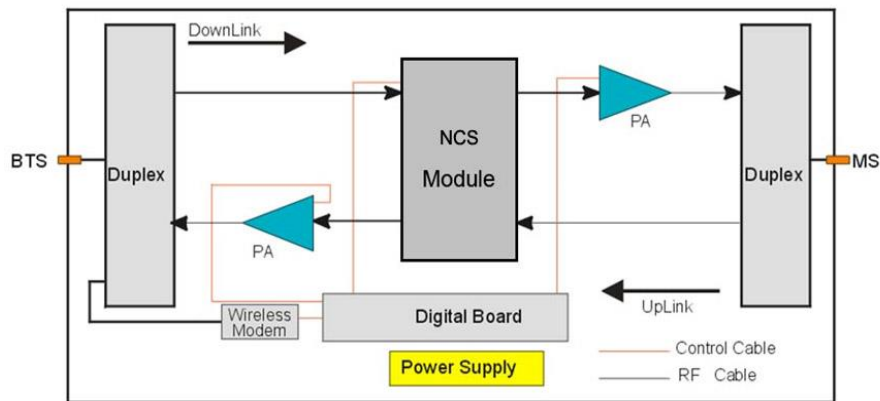 DownLink
BTS
Duplex
NCS
Module
PA
Duplex
MS
PA
Wireless
Modem
Digital Board
UpLink
Power Supply
Control Cable
RF Cable